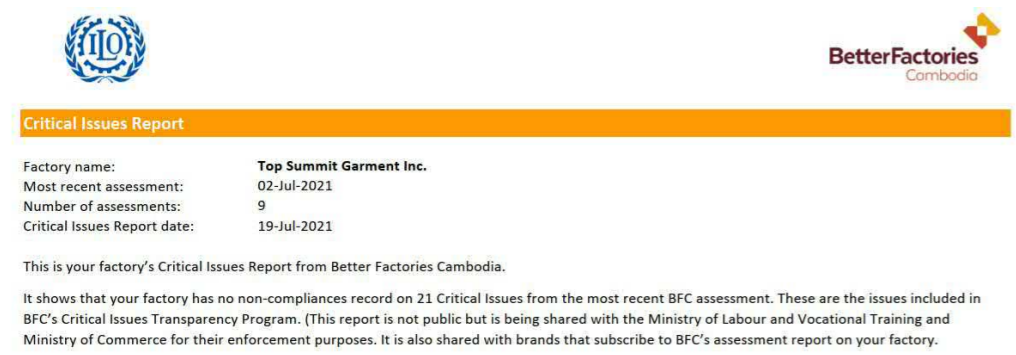 ILO
BetterFactories
Cambodia
Critical Issues Report
Factory name: Top Summit Garment Inc.
Most recent assessment: 02-Jul-2021
Number of assessments: 9
Critical Issues Report date: 19-Jul-2021
This is your factory's Critical Issues Report from Better Factories Cambodia.
It shows that your factory has no non-compliances record on 21 Critical Issues from the most recent BFC assessment. These are the issues included in
BFC's Critical Issues Transparency Program. (This report is not public but is being shared with the Ministry of Labour and Vocational Training and
Ministry of Commerce for their enforcement purposes. It is also shared with brands that subscribe to BFC's assessment report on your factory.